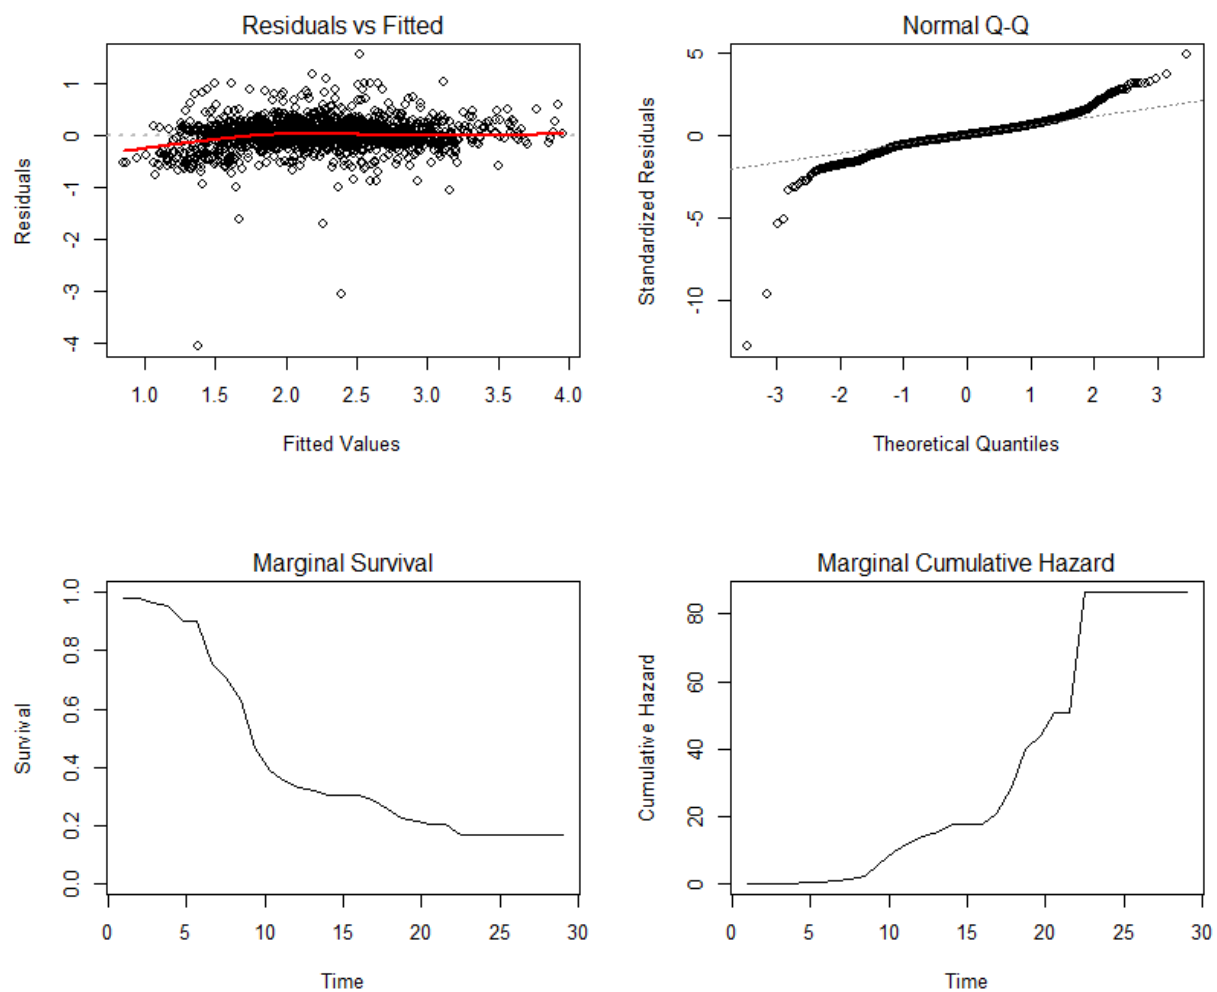 Residuals vs Fitted
Residuals
1
0
-1
-2
-3
-4
1.0 1.5 2.0 2.5 3.0 3.5 4.0
Fitted Values
Normal Q-Q
Standardized Residuals
5
0
-5
-10
-3 -2 -1 0 1 2 3
Theoretical Quantiles
Marginal Survival
Survival
1.0
0.8
0.6
0.4
0.2
0.0
0 5 10 15 20 25 30
Time
Marginal Cumulative Hazard
Cumulative Hazard
80
60
40
20
0
0 5 10 15 20 25 30
Time